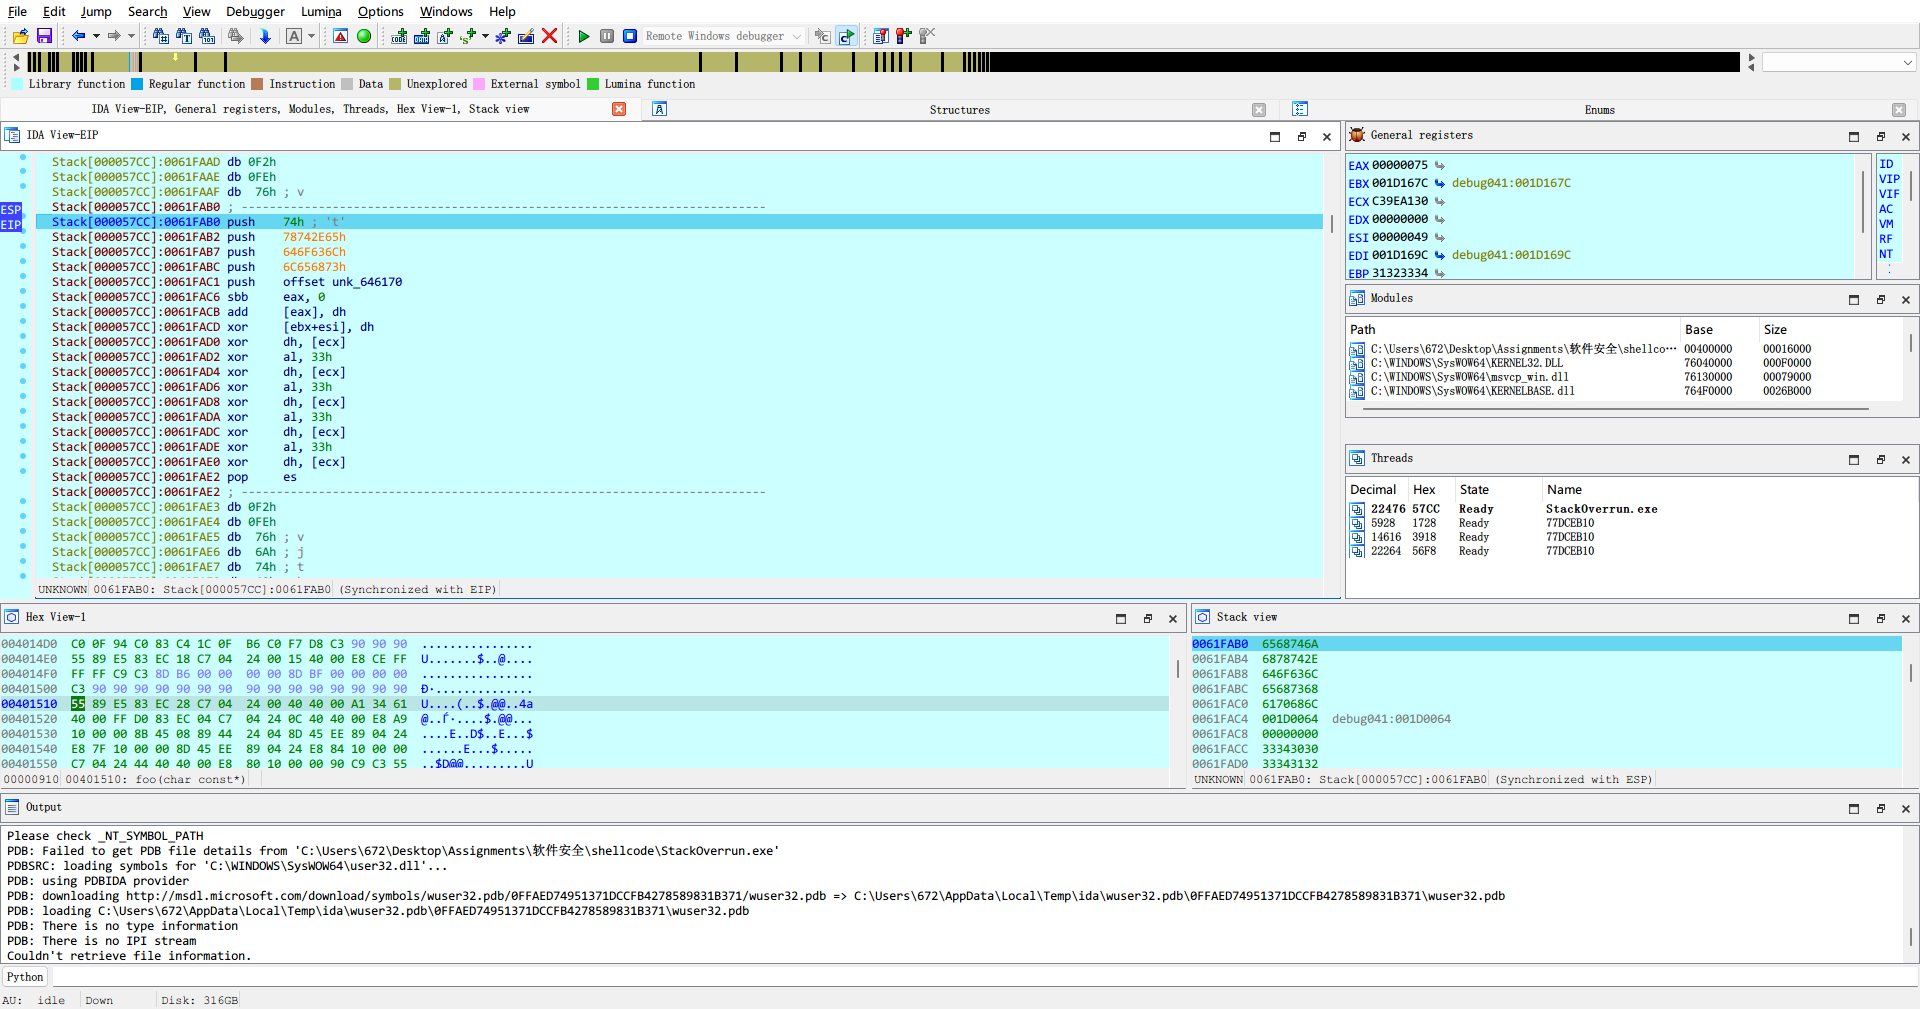 File Edit Jump Search View Debugger Lumina Options Windows Help
Remote Windows debugger
Library function Regular function Instruction Data Unexplored External symbol Lumina function
IDA View-EIP, General registers, Modules, Threads, Hex View-1, Stack view
Structures
Enums
IDA View-EIP
Stack[000057CC]:0061FAAD db 0F2h
Stack[000057CC]:0061FAAE db 0FEh
Stack[000057CC]:0061FAAF db 76h ; v
Stack[000057CC]:0061FAB0 ; ---------------------------------------------------------------------------
ESP
EIP
Stack[000057CC]:0061FAB0 push 74h ; 't'
Stack[000057CC]:0061FAB2 push 78742E65h
Stack[000057CC]:0061FAB7 push 646F636Ch
Stack[000057CC]:0061FABC push 6C656873h
Stack[000057CC]:0061FAC1 push offset unk_646170
Stack[000057CC]:0061FAC6 sbb eax, 0
Stack[000057CC]:0061FACB add [eax], dh
Stack[000057CC]:0061FACD xor [ebx+esi], dh
Stack[000057CC]:0061FAD0 xor dh, [ecx]
Stack[000057CC]:0061FAD2 xor al, 33h
Stack[000057CC]:0061FAD4 xor dh, [ecx]
Stack[000057CC]:0061FAD6 xor al, 33h
Stack[000057CC]:0061FAD8 xor dh, [ecx]
Stack[000057CC]:0061FADA xor al, 33h
Stack[000057CC]:0061FADC xor dh, [ecx]
Stack[000057CC]:0061FADE xor al, 33h
Stack[000057CC]:0061FAE0 xor dh, [ecx]
Stack[000057CC]:0061FAE2 pop es
Stack[000057CC]:0061FAE2 ; ---------------------------------------------------------------------------
Stack[000057CC]:0061FAE3 db 0F2h
Stack[000057CC]:0061FAE4 db 0FEh
Stack[000057CC]:0061FAE5 db 76h ; v
Stack[000057CC]:0061FAE6 db 6Ah ; j
Stack[000057CC]:0061FAE7 db 74h ; t
UNKNOWN 0061FAB0: Stack[000057CC]:0061FAB0 (Synchronized with EIP)
General registers
EAX 00000075
EBX 001D167C debug041:001D167C
ECX C39EA130
EDX 00000000
ESI 00000049
EDI 001D169C debug041:001D169C
EBP 31323334
ID
VIP
VIF
AC
VM
RF
NT
Modules
Path Base Size
C:\Users\672\Desktop\Assignments\软件安全\shellco··· 00400000 00016000
C:\WINDOWS\SysWOW64\KERNEL32.DLL 76040000 000F0000
C:\WINDOWS\SysWOW64\msvcp_win.dll 76130000 00079000
C:\WINDOWS\SysWOW64\KERNELBASE.dll 764F0000 0026B000
Threads
Decimal Hex State Name
22476 57CC Ready StackOverrun.exe
5928 1728 Ready 77DCEB10
14616 3918 Ready 77DCEB10
22264 56F8 Ready 77DCEB10
Hex View-1
004014D0 C0 0F 94 C0 83 C4 1C 0F B6 C0 F7 D8 C3 90 90 90 ................
004014E0 55 89 E5 83 EC 18 C7 04 24 00 15 40 00 E8 CE FF U.......$..@....
004014F0 FF FF C9 C3 8D B6 00 00 00 00 8D BF 00 00 00 00 ................
00401500 C3 90 90 90 90 90 90 90 90 90 90 90 90 90 90 90 Ð·..............
00401510 55 89 E5 83 EC 28 C7 04 24 00 40 40 00 A1 34 61 U....(..$.@@..4a
00401520 40 00 FF D0 83 EC 04 C7 04 24 0C 40 40 00 E8 A9 @..Ѓ·....$.@@...
00401530 10 00 00 8B 45 08 89 44 24 04 8D 45 EE 89 04 24 ....E..D$..E...$
00401540 E8 7F 10 00 00 8D 45 EE 89 04 24 E8 84 10 00 00 ......E...$.....
00401550 C7 04 24 44 40 40 00 E8 80 10 00 00 90 C9 C3 55 ..$D@@.........U
00000910 00401510: foo(char const*)
Stack view
0061FAB0 6568746A
0061FAB4 6878742E
0061FAB8 646F636C
0061FABC 65687368
0061FAC0 6170686C
0061FAC4 001D0064 debug041:001D0064
0061FAC8 00000000
0061FACC 33343030
0061FAD0 33343132
UNKNOWN 0061FAB0: Stack[000057CC]:0061FAB0 (Synchronized with ESP)
Output
Please check _NT_SYMBOL_PATH
PDB: Failed to get PDB file details from 'C:\Users\672\Desktop\Assignments\软件安全\shellcode\StackOverrun.exe'
PDBSRC: loading symbols for 'C:\WINDOWS\SysWOW64\user32.dll'...
PDB: using PDBIDA provider
PDB: downloading http://msdl.microsoft.com/download/symbols/wuser32.pdb/0FFAED74951371DCCFB4278589831B371/wuser32.pdb => C:\Users\672\AppData\Local\Temp\ida\wuser32.pdb\0FFAED74951371DCCFB4278589831B371\wuser32.pdb
PDB: loading C:\Users\672\AppData\Local\Temp\ida\wuser32.pdb\0FFAED74951371DCCFB4278589831B371\wuser32.pdb
PDB: There is no type information
PDB: There is no IPI stream
Couldn't retrieve file information.
Python
AU: idle Down Disk: 316GB